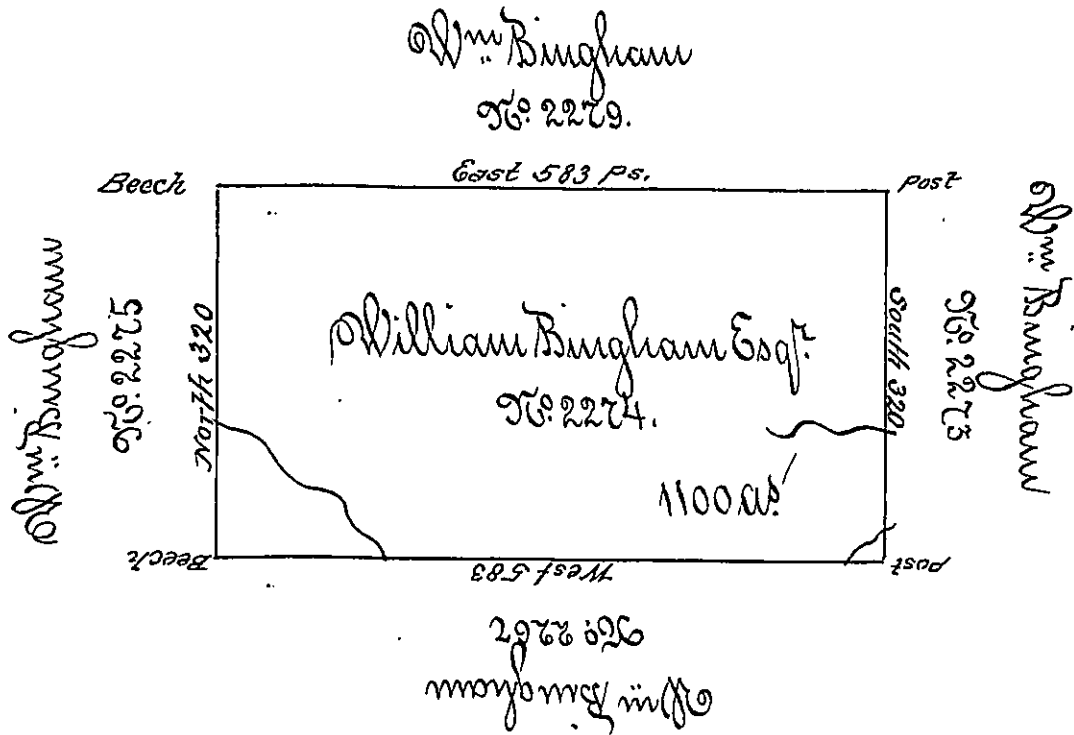 Wm Bingham
No. 2279.
Beech
East 583 Ps.
Post
Wm Bingham
No. 2275
North 320
William Bingham Esqr.
No. 2274.
1100 as.
South 320
No. 2273
Wm Bingham
Beech
West 583
Post
No. 2267
Wm Bingham